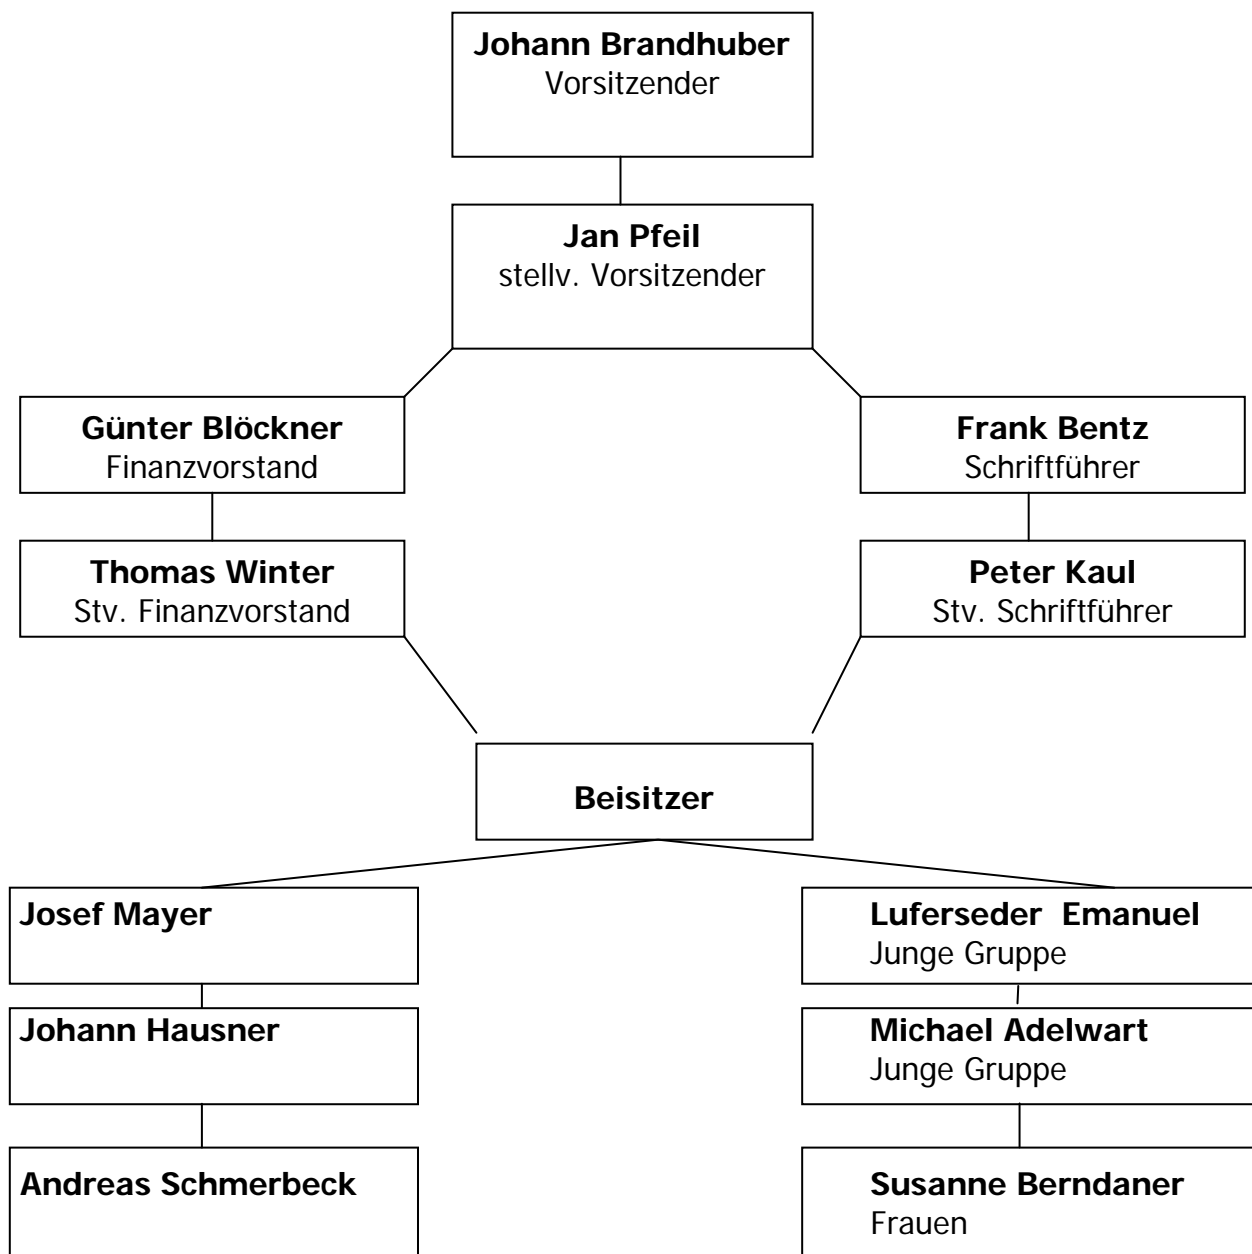 Johann Brandhuber
Vorsitzender
Jan Pfeil
stellv. Vorsitzender
Günter Blöckner
Finanzvorstand
Frank Bentz
Schriftführer
Thomas Winter
Stv. Finanzvorstand
Peter Kaul
Stv. Schriftführer
Beisitzer
Josef Mayer
Luferseder Emanuel
Junge Gruppe
Johann Hausner
Michael Adelwart
Junge Gruppe
Andreas Schmerbeck
Susanne Berndaner
Frauen